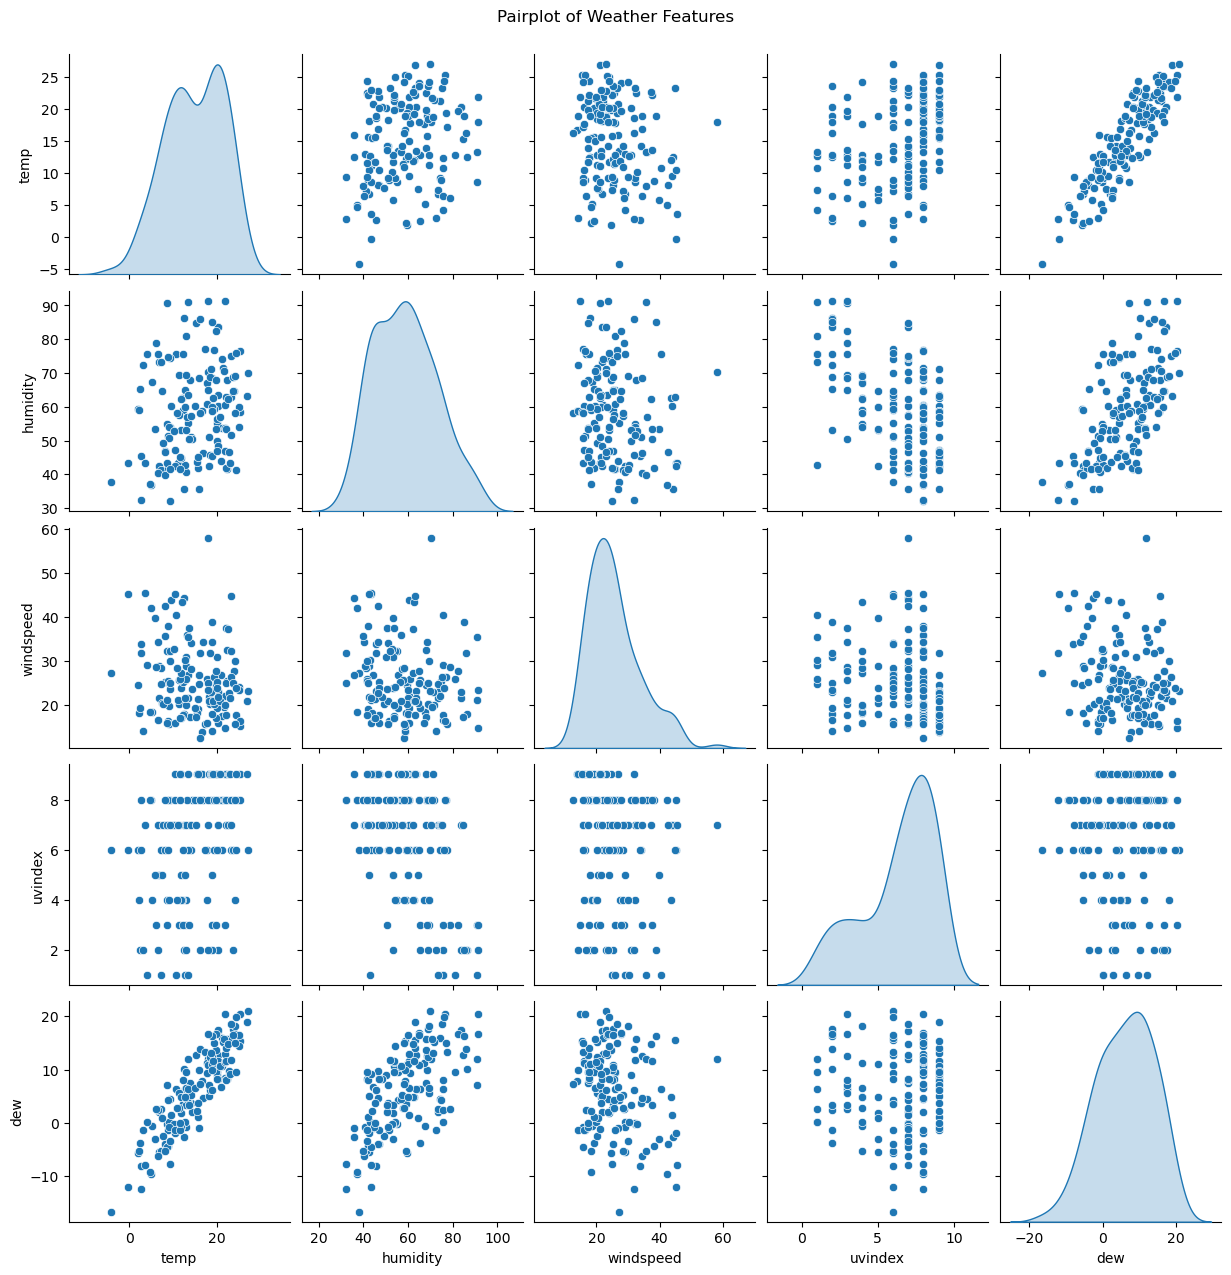 Pairplot of Weather Features
25
20
15
10
5
0
−5
temp
90
80
70
60
50
40
30
humidity
60
50
40
30
20
windspeed
8
6
4
2
uvindex
20
10
0
−10
dew
0 20
20 40 60 80 100
20 40 60
0 5 10
−20 0 20
temp humidity windspeed uvindex dew